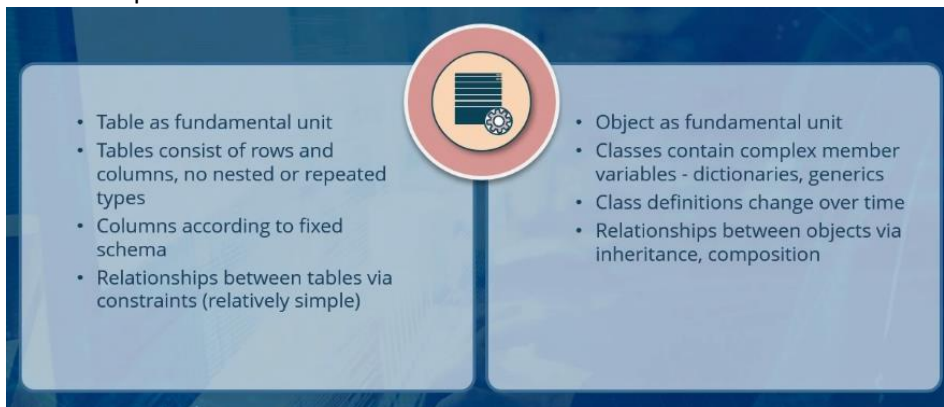 • Table as fundamental unit
• Tables consist of rows and
columns, no nested or repeated
types
• Columns according to fixed
schema
• Relationships between tables via
constraints (relatively simple)
• Object as fundamental unit
• Classes contain complex member
variables - dictionaries, generics
• Class definitions change over time
• Relationships between objects via
inheritance, composition